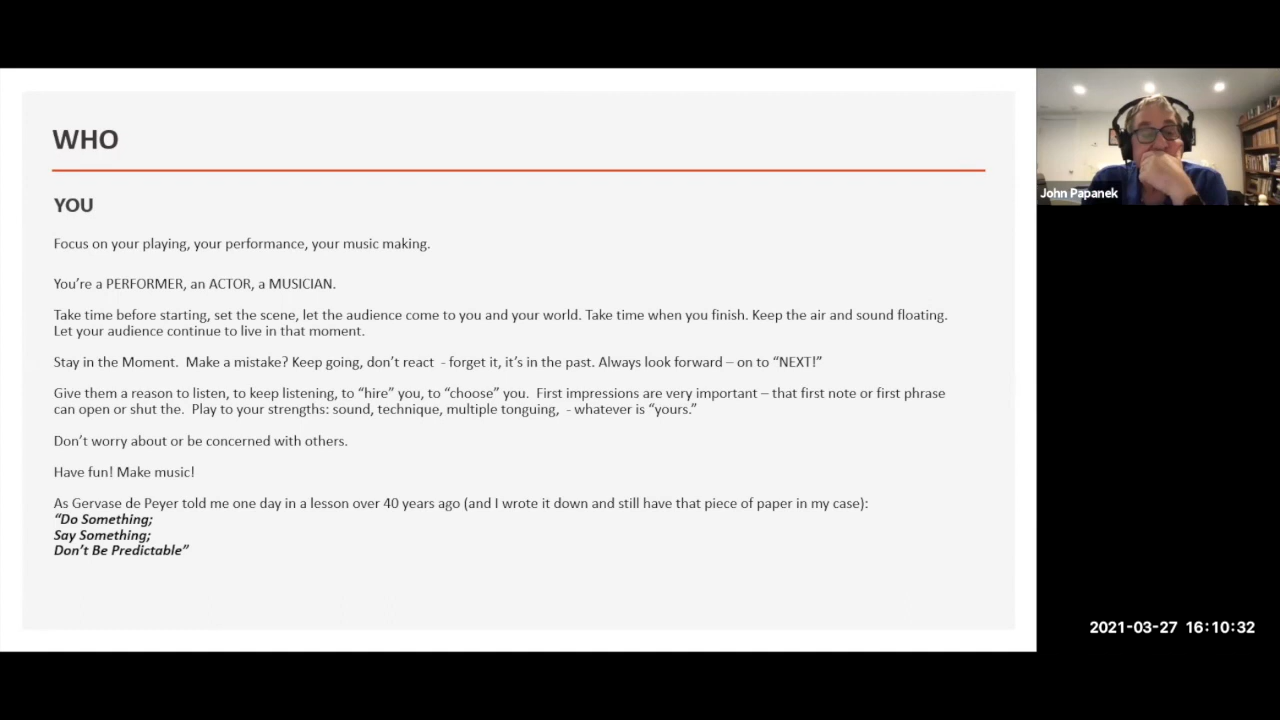 WHO
YOU
Focus on your playing, your performance, your music making.
You’re a PERFORMER, an ACTOR, a MUSICIAN.
Take time before starting, set the scene, let the audience come to you and your world. Take time when you finish. Keep the air and sound floating.
Let your audience continue to live in that moment.
Stay in the Moment.  Make a mistake? Keep going, don’t react  - forget it, it’s in the past. Always look forward – on to “NEXT!”
Give them a reason to listen, to keep listening, to “hire” you, to “choose” you.  First impressions are very important – that first note or first phrase
can open or shut the.  Play to your strengths: sound, technique, multiple tonguing,  - whatever is “yours.”
Don’t worry about or be concerned with others.
Have fun! Make music!
As Gervase de Peyer told me one day in a lesson over 40 years ago (and I wrote it down and still have that piece of paper in my case):
“Do Something;
Say Something;
Don’t Be Predictable”
John Papanek
2021-03-27 16:10:32